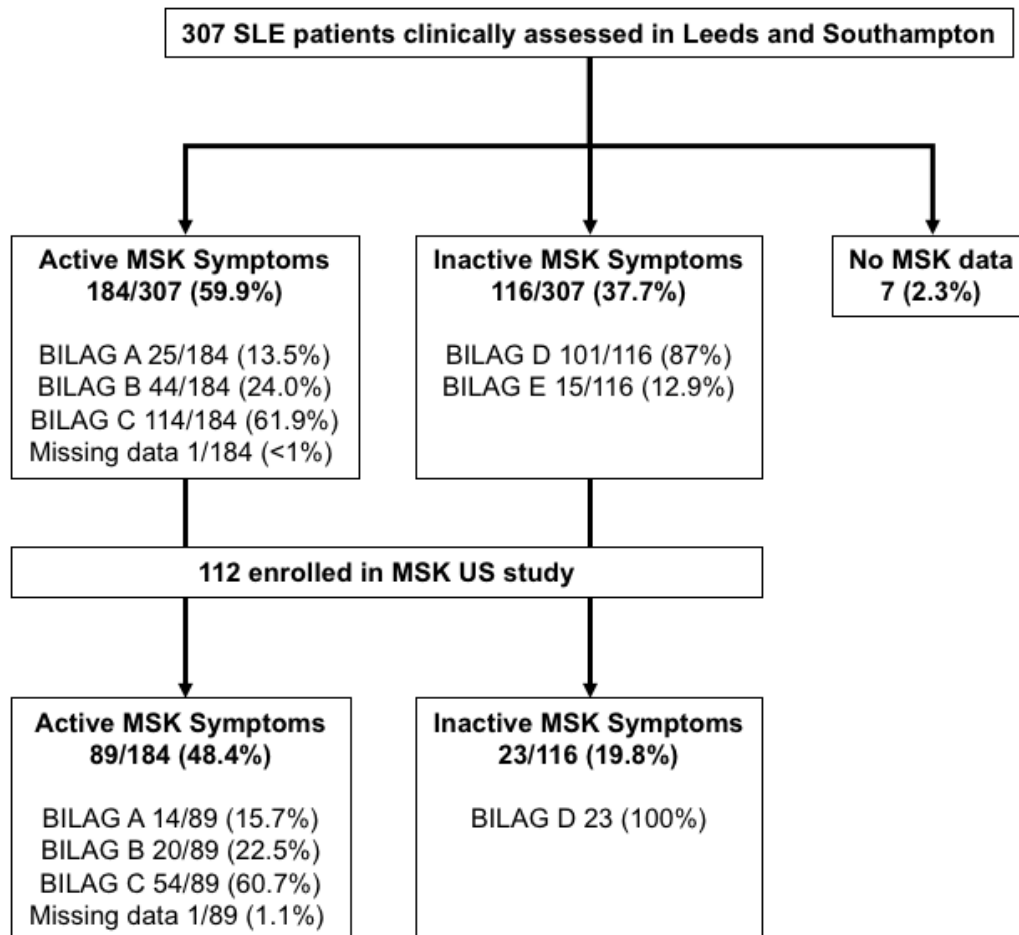 307 SLE patients clinically assessed in Leeds and Southampton
Active MSK Symptoms
184/307 (59.9%)
BILAG A 25/184 (13.5%)
BILAG B 44/184 (24.0%)
BILAG C 114/184 (61.9%)
Missing data 1/184 (<1%)
Inactive MSK Symptoms
116/307 (37.7%)
BILAG D 101/116 (87%)
BILAG E 15/116 (12.9%)
No MSK data
7 (2.3%)
112 enrolled in MSK US study
Active MSK Symptoms
89/184 (48.4%)
BILAG A 14/89 (15.7%)
BILAG B 20/89 (22.5%)
BILAG C 54/89 (60.7%)
Missing data 1/89 (1.1%)
Inactive MSK Symptoms
23/116 (19.8%)
BILAG D 23 (100%)